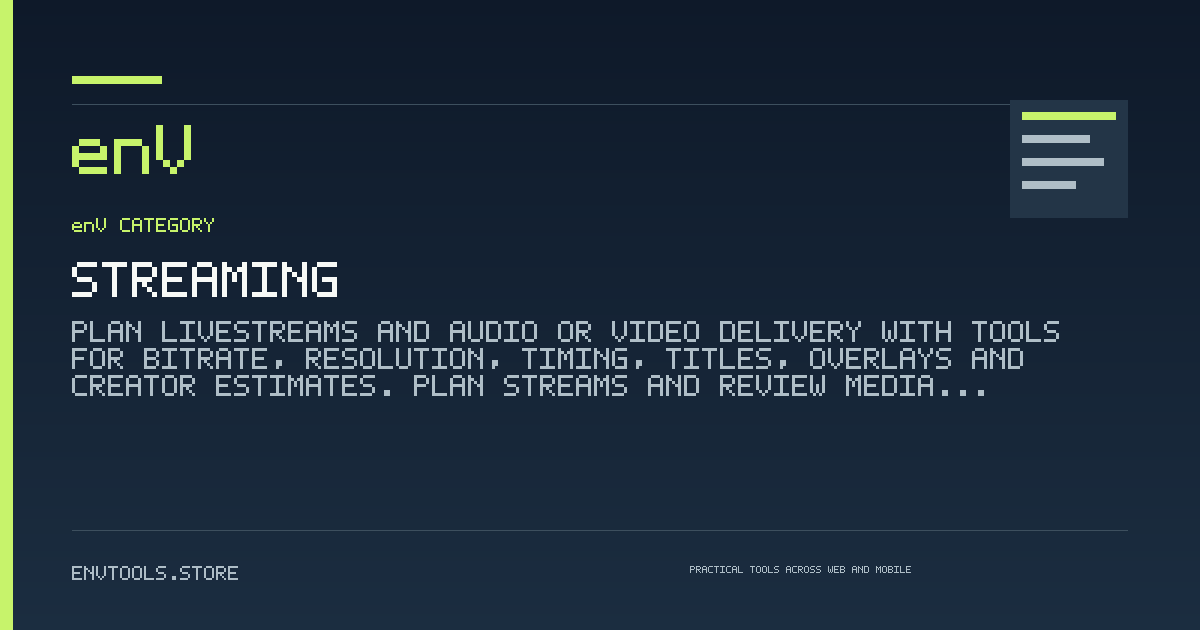 enV
enV CATEGORY
STREAMING
PLAN LIVESTREAMS AND AUDIO OR VIDEO DELIVERY WITH TOOLS
FOR BITRATE, RESOLUTION, TIMING, TITLES, OVERLAYS AND
CREATOR ESTIMATES. PLAN STREAMS AND REVIEW MEDIA...
ENVTOOLS.STORE
PRACTICAL TOOLS ACROSS WEB AND MOBILE